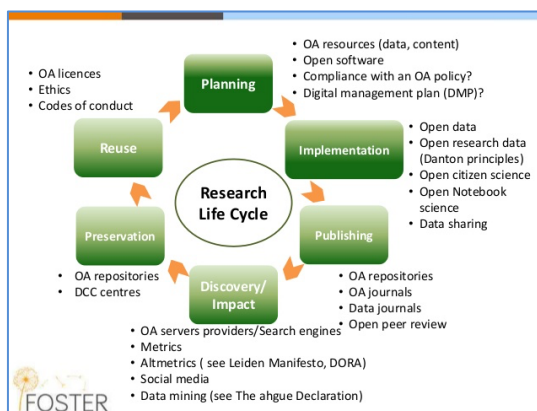 • OA resources (data, content)
• Open software
• Compliance with an OA policy?
• Digital management plan (DMP)?
Planning
• OA licences
• Ethics
• Codes of conduct
Implementation
• Open data
• Open research data
(Danton principles)
• Open citizen science
• Open Notebook
science
• Data sharing
Reuse
Research
Life Cycle
Preservation
Publishing
• OA repositories
• DCC centres
Discovery/
Impact
• OA repositories
• OA journals
• Data journals
• Open peer review
• OA servers providers/Search engines
• Metrics
• Altmetrics ( see Leiden Manifesto, DORA)
• Social media
• Data mining (see The ahgue Declaration)
FOSTER